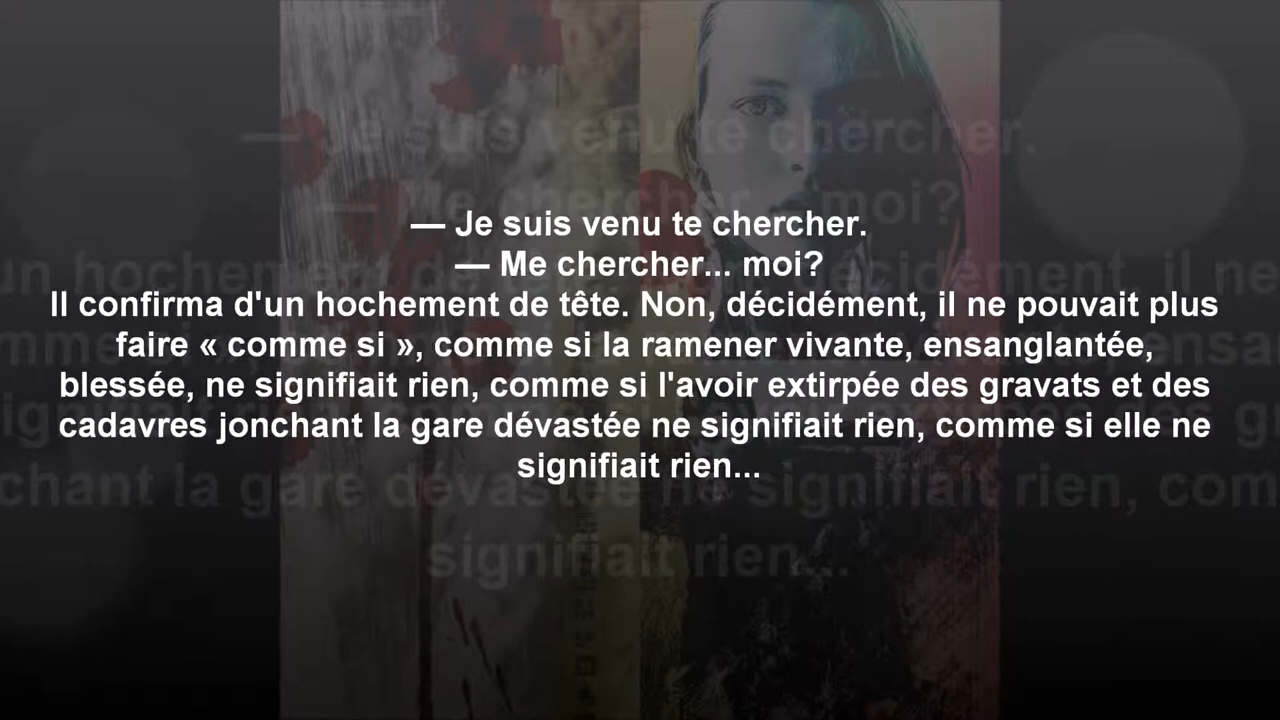 — Je suis venu te chercher.
— Me chercher... moi?
Il confirma d'un hochement de tête. Non, décidément, il ne pouvait plus
faire « comme si », comme si la ramener vivante, ensanglantée,
blessée, ne signifiait rien, comme si l'avoir extirpée des gravats et des
cadavres jonchant la gare dévastée ne signifiait rien, comme si elle ne
signifiait rien...